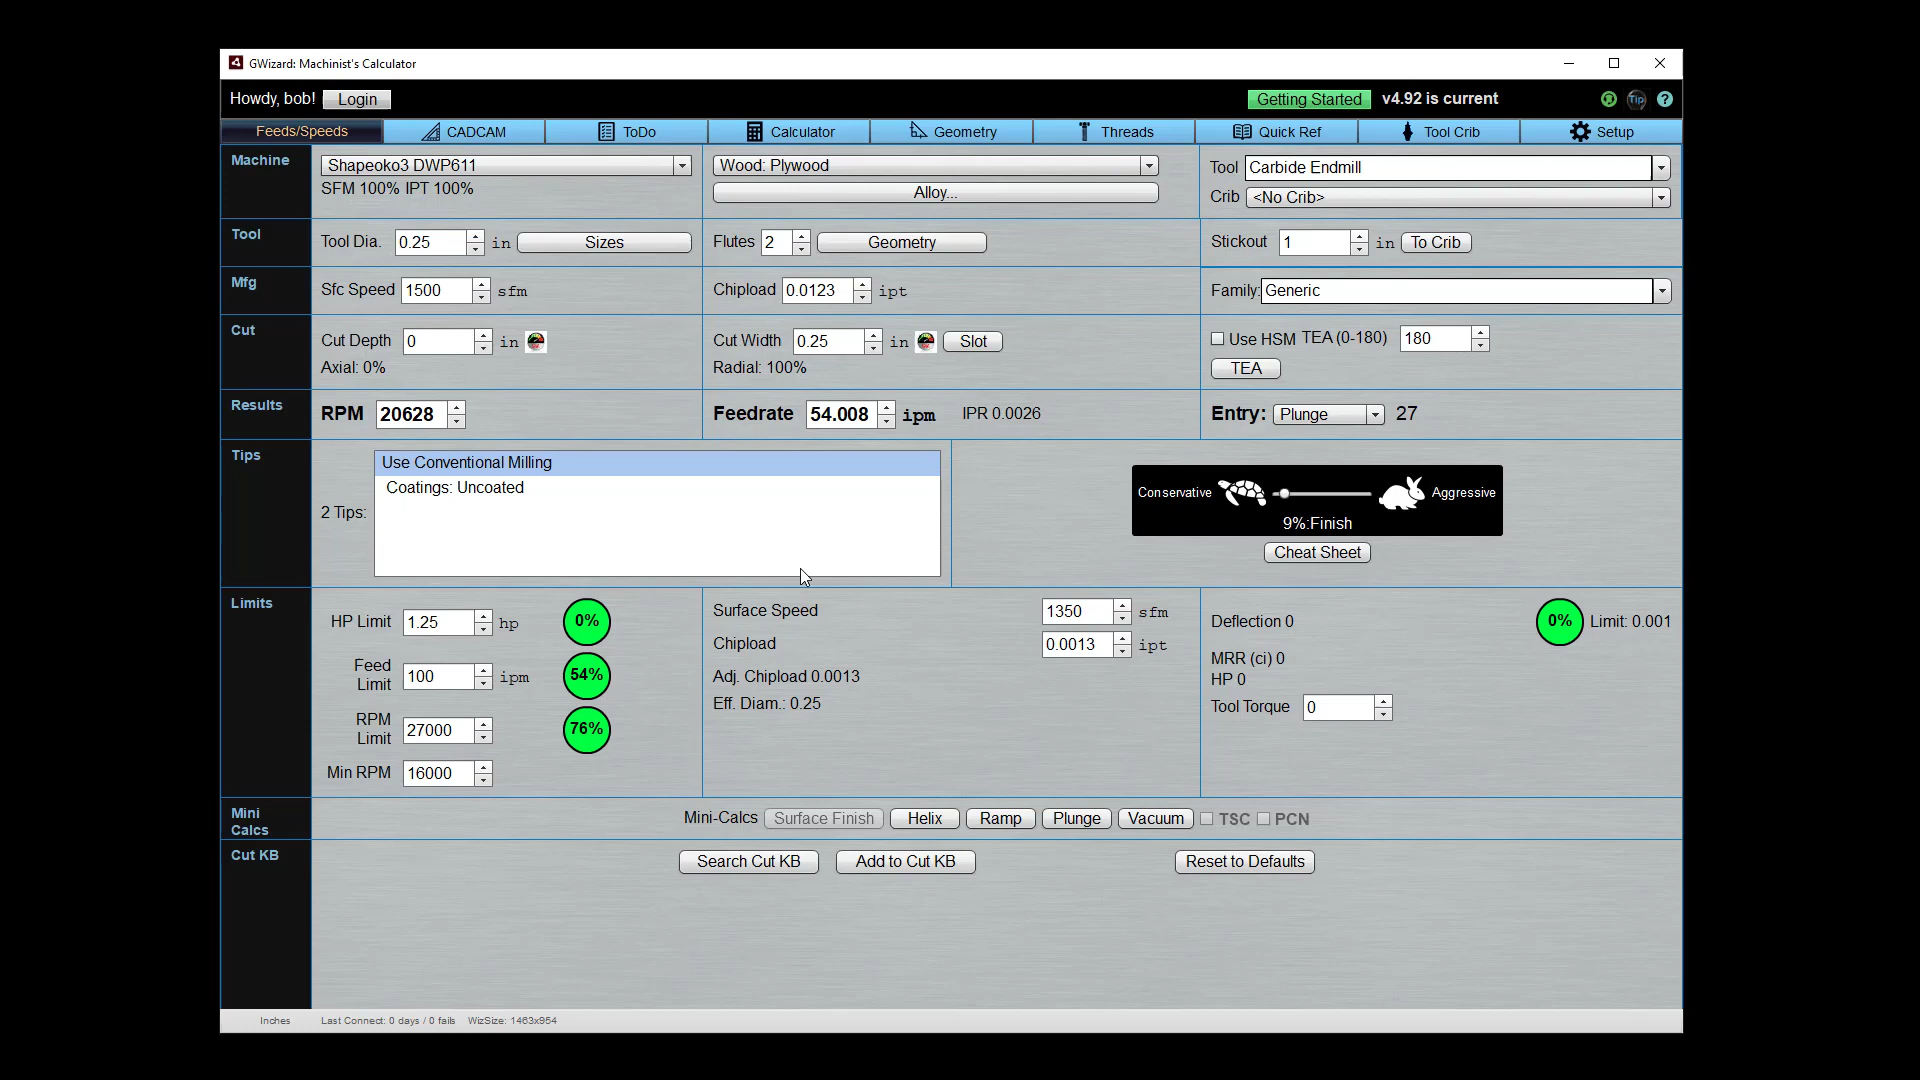 GWizard: Machinist's Calculator
Howdy, bob! Login Getting Started v4.92 is current Tip ?
Feeds/Speeds CADCAM ToDo Calculator Geometry Threads Quick Ref Tool Crib Setup
Machine Shapeoko3 DWP611 Wood: Plywood Tool Carbide Endmill
SFM 100% IPT 100% Alloy... Crib <No Crib>
Tool Tool Dia. 0.25 in Sizes Flutes 2 Geometry Stickout 1 in To Crib
Mfg Sfc Speed 1500 sfm Chipload 0.0123 ipt Family: Generic
Cut Cut Depth 0 in Cut Width 0.25 in Slot Use HSM TEA (0-180) 180
Axial: 0% Radial: 100% TEA
Results RPM 20628 Feedrate 54.008 ipm IPR 0.0026 Entry: Plunge 27
Tips 2 Tips: Use Conventional Milling
Coatings: Uncoated
Conservative Aggressive
9%:Finish
Cheat Sheet
Limits HP Limit 1.25 hp 0% Surface Speed 1350 sfm Deflection 0 0% Limit: 0.001
Feed Limit 100 ipm 54% Chipload 0.0013 ipt MRR (ci) 0
Adj. Chipload 0.0013 HP 0
RPM Limit 27000 76% Eff. Diam.: 0.25 Tool Torque 0
Min RPM 16000
Mini Calcs Mini-Calcs Surface Finish Helix Ramp Plunge Vacuum TSC PCN
Cut KB Search Cut KB Add to Cut KB Reset to Defaults
Inches Last Connect: 0 days / 0 fails WizSize: 1463x954